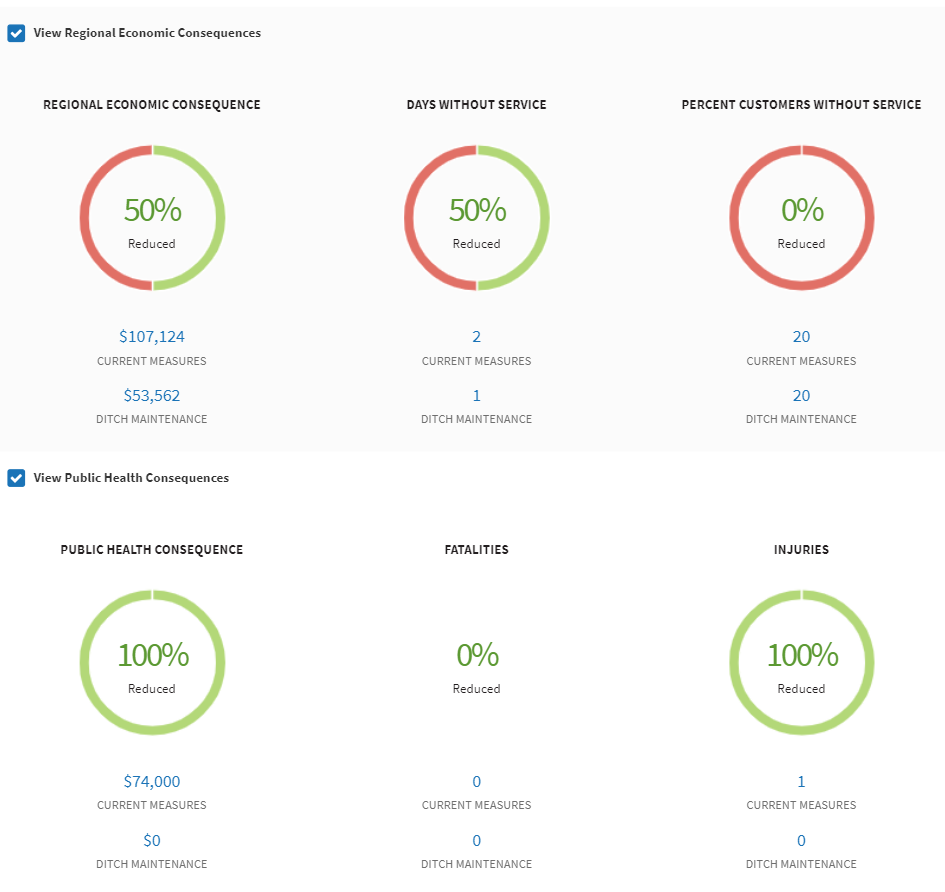 View Regional Economic Consequences
REGIONAL ECONOMIC CONSEQUENCE
DAYS WITHOUT SERVICE
PERCENT CUSTOMERS WITHOUT SERVICE
50%
Reduced
50%
Reduced
0%
Reduced
$107,124
CURRENT MEASURES
2
CURRENT MEASURES
20
CURRENT MEASURES
$53,562
DITCH MAINTENANCE
1
DITCH MAINTENANCE
20
DITCH MAINTENANCE
View Public Health Consequences
PUBLIC HEALTH CONSEQUENCE
FATALITIES
INJURIES
100%
Reduced
0%
Reduced
100%
Reduced
$74,000
CURRENT MEASURES
0
CURRENT MEASURES
1
CURRENT MEASURES
$0
DITCH MAINTENANCE
0
DITCH MAINTENANCE
0
DITCH MAINTENANCE